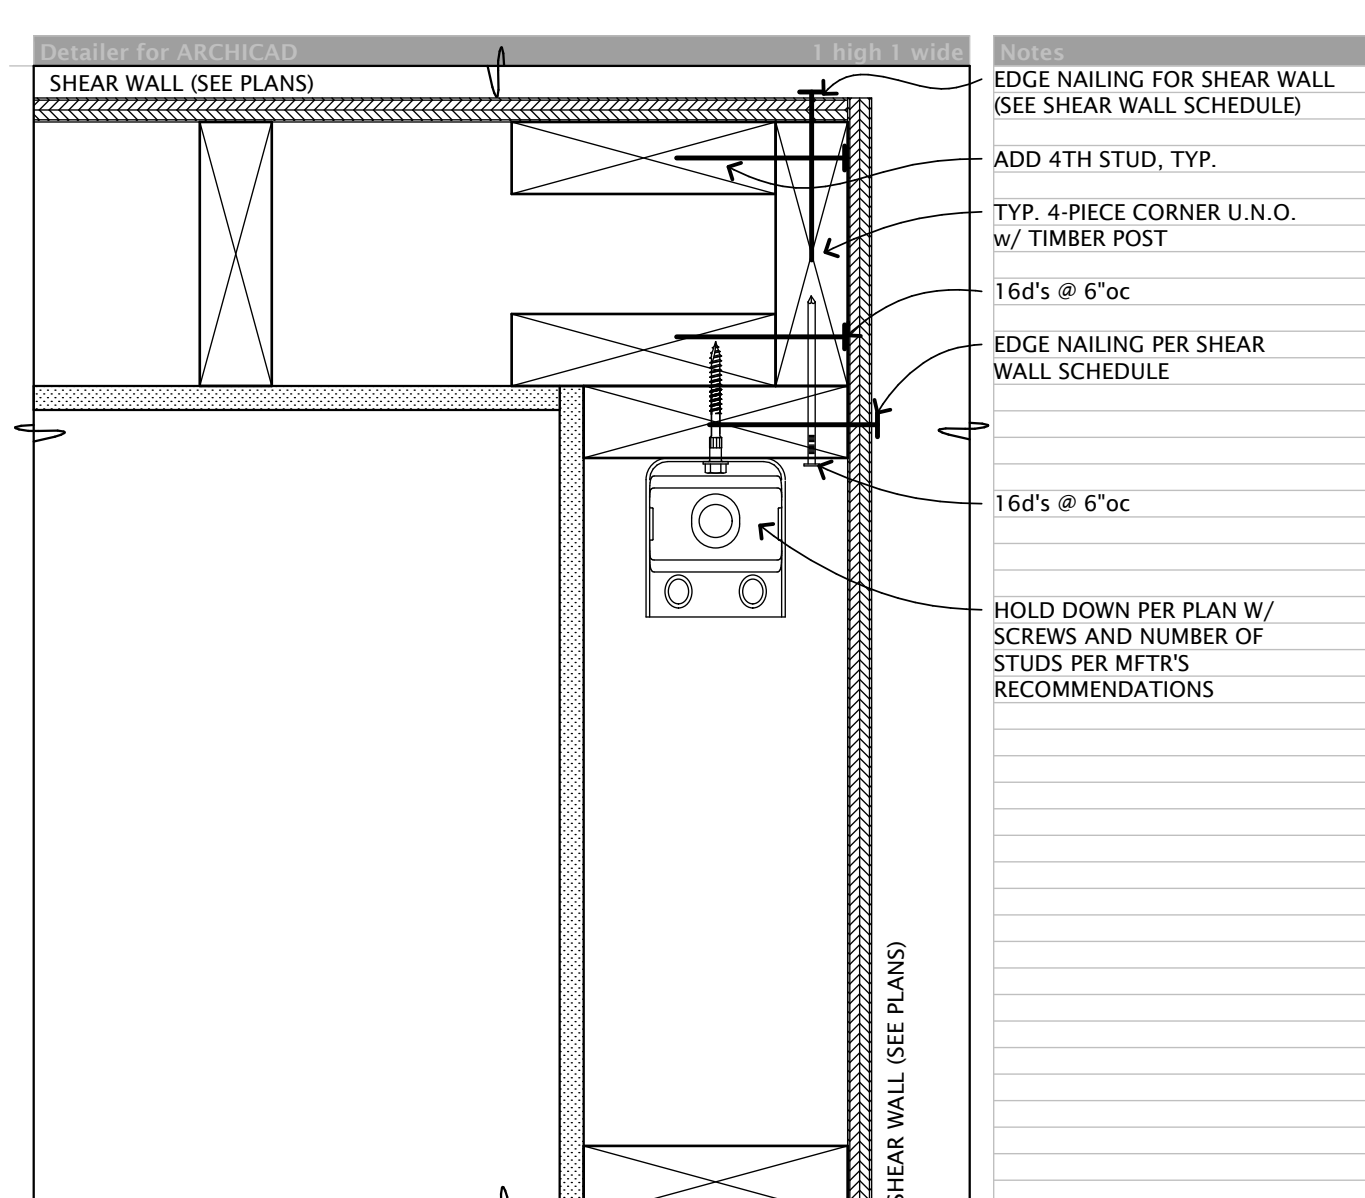 Detailer for ARCHICAD
1 high 1 wide
Notes
SHEAR WALL (SEE PLANS)
EDGE NAILING FOR SHEAR WALL
(SEE SHEAR WALL SCHEDULE)
ADD 4TH STUD, TYP.
TYP. 4-PIECE CORNER U.N.O.
w/ TIMBER POST
16d's @ 6"oc
EDGE NAILING PER SHEAR
WALL SCHEDULE
16d's @ 6"oc
HOLD DOWN PER PLAN W/
SCREWS AND NUMBER OF
STUDS PER MFTR'S
RECOMMENDATIONS
SHEAR WALL (SEE PLANS)